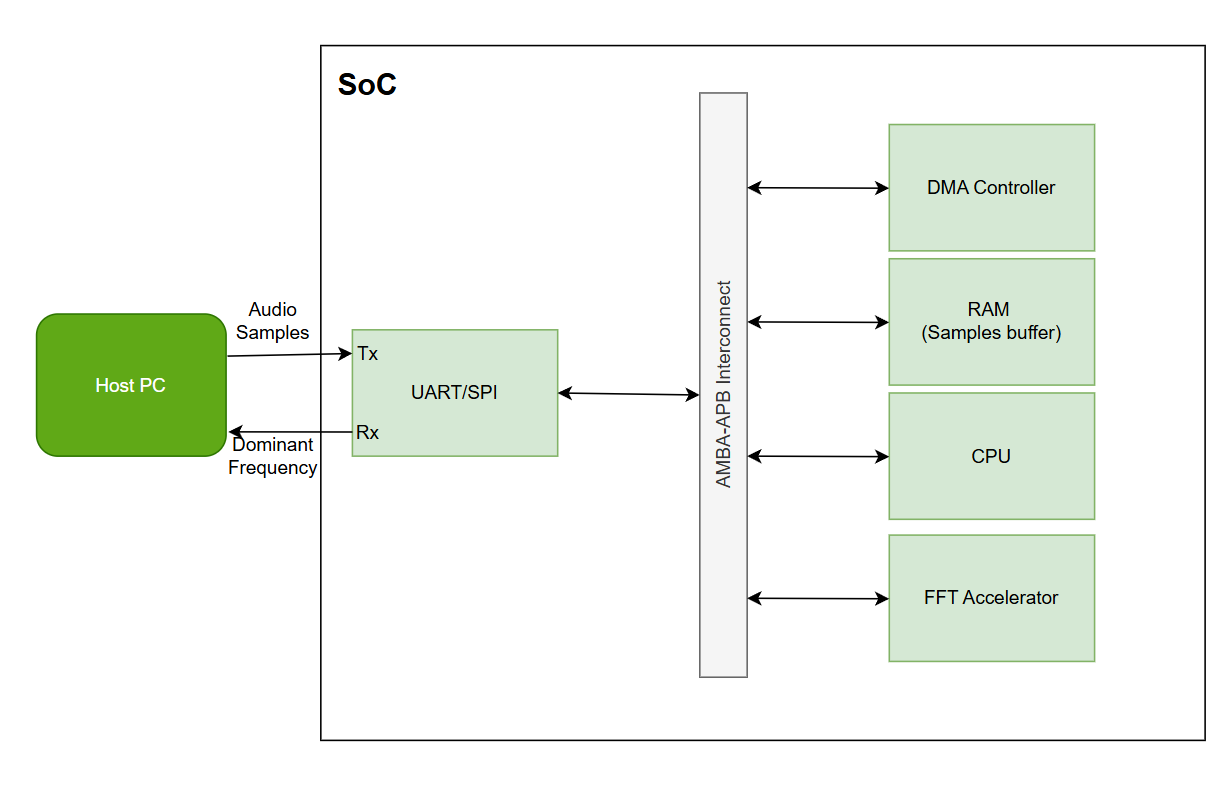 SoC
DMA Controller
AMBA-APB Interconnect
RAM
(Samples buffer)
Audio
Samples
Tx
Host PC
UART/SPI
Rx
Dominant
Frequency
CPU
FFT Accelerator